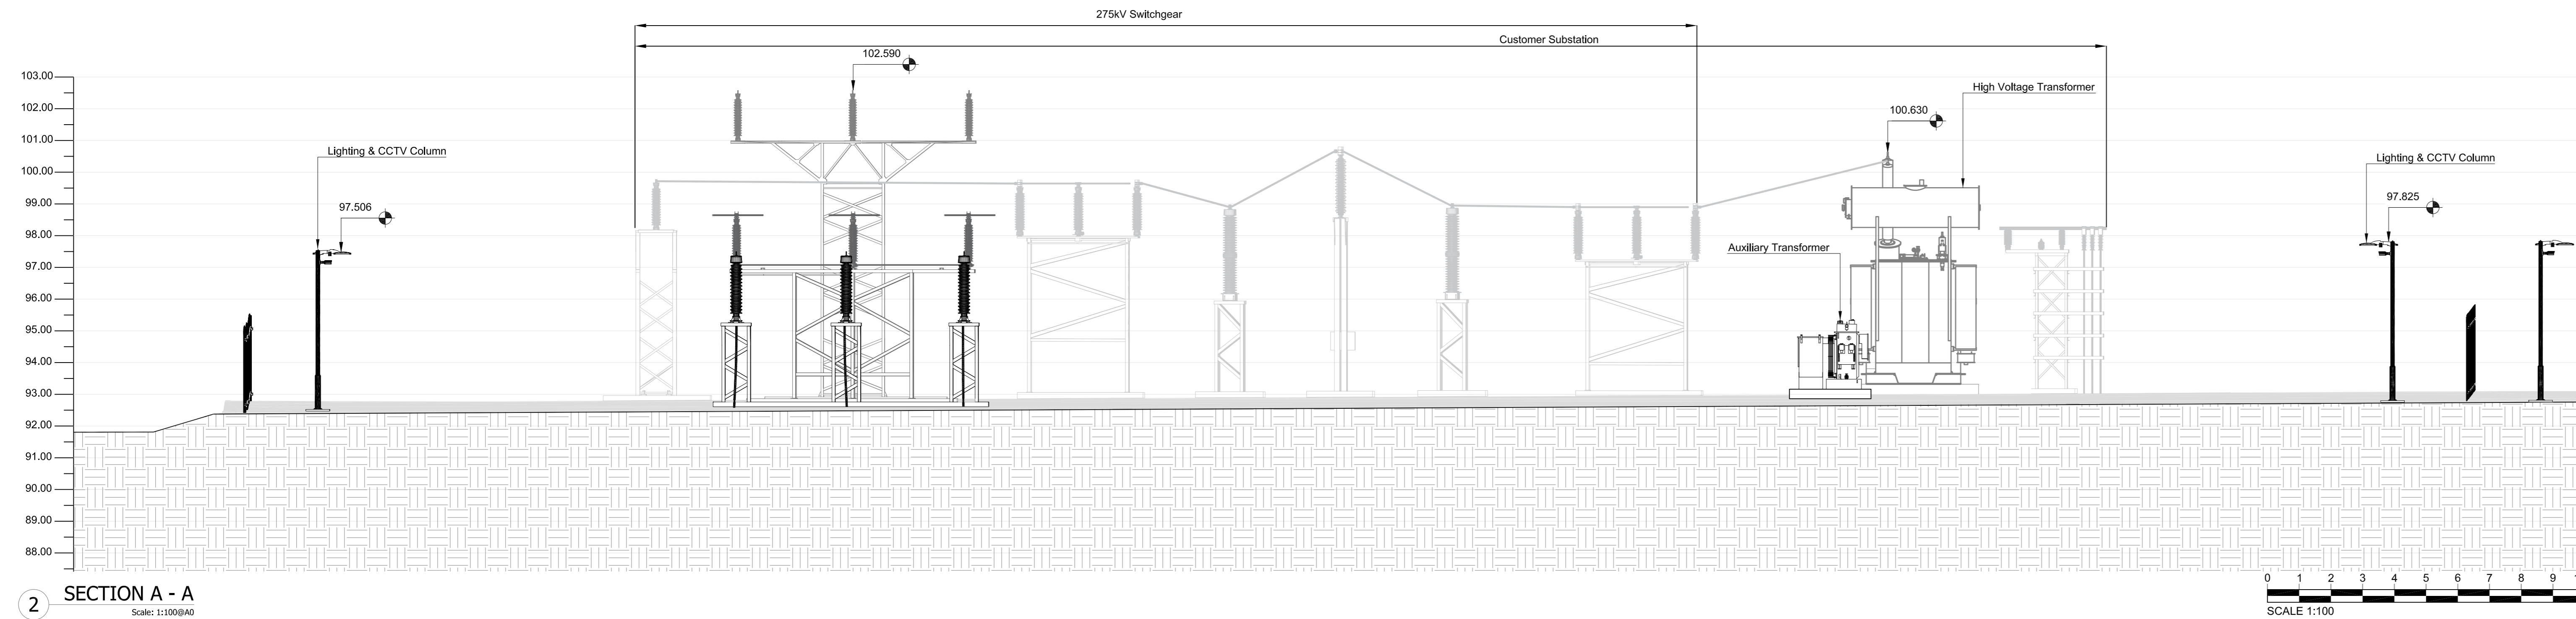 275kV Switchgear
Customer Substation
102.590
High Voltage Transformer
100.630
Lighting & CCTV Column
Lighting & CCTV Column
97.506
97.825
Auxiliary Transformer
103.00
102.00
101.00
100.00
99.00
98.00
97.00
96.00
95.00
94.00
93.00
92.00
91.00
90.00
89.00
88.00
2 SECTION A - A
Scale: 1:100@A0
0 1 2 3 4 5 6 7 8 9
SCALE 1:100